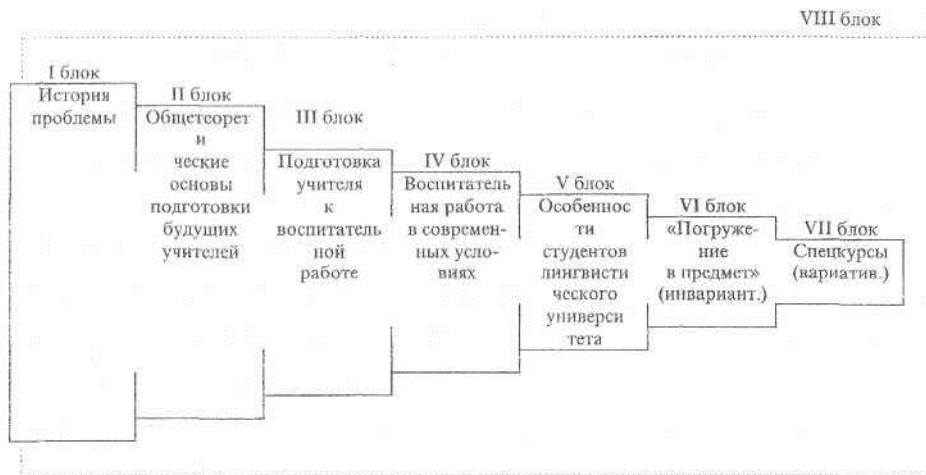 VIII блок
I блок
История
проблемы
II блок
Общетеорет
и
ческие
основы
подготовки
будущих
учителей
III блок
Подготовка
учителя
к
воспитатель
ной
работе
IV блок
Воспитатель
ная работа
в современ-
ных усло-
виях
V блок
Особеннос
ти
студентов
лингвисти
ческого
универси
тета
VI блок
«Погруже-
ние
в предмет»
(инвариант.)
VII блок
Спецкурсы
(вариатив.)